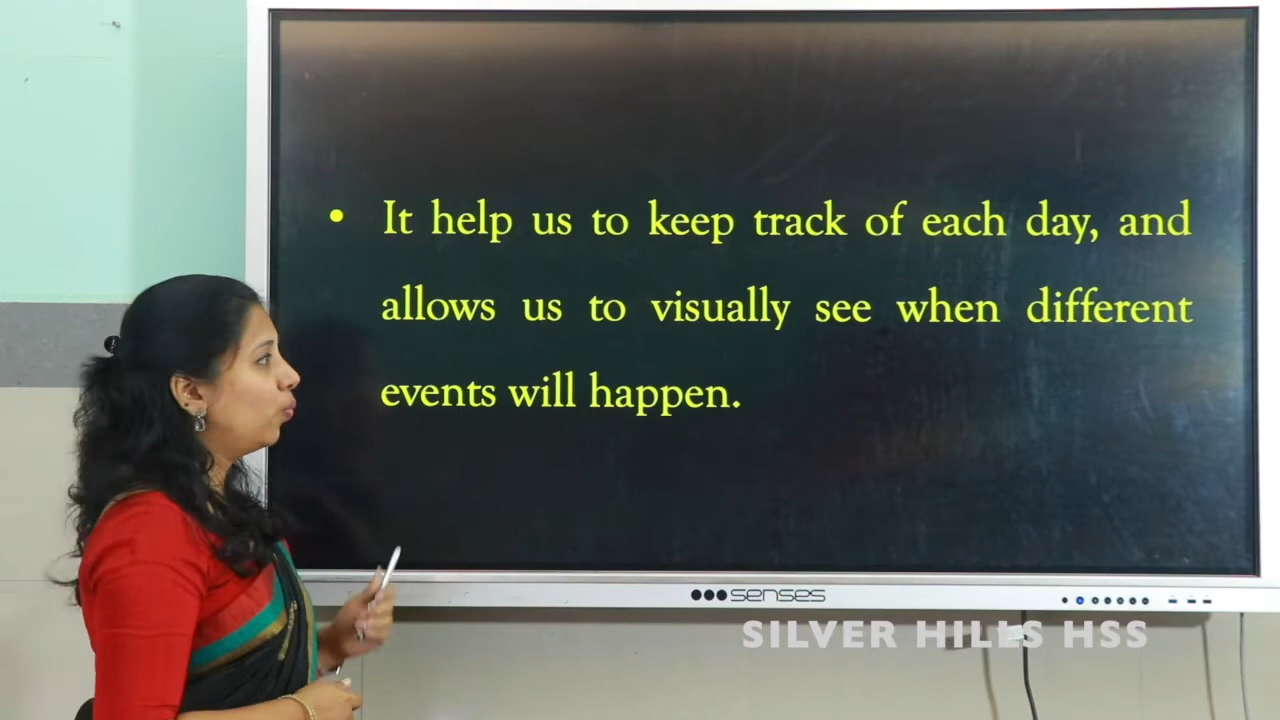 • It help us to keep track of each day, and
allows us to visually see when different
events will happen.
senses
SILVER HILLS HSS